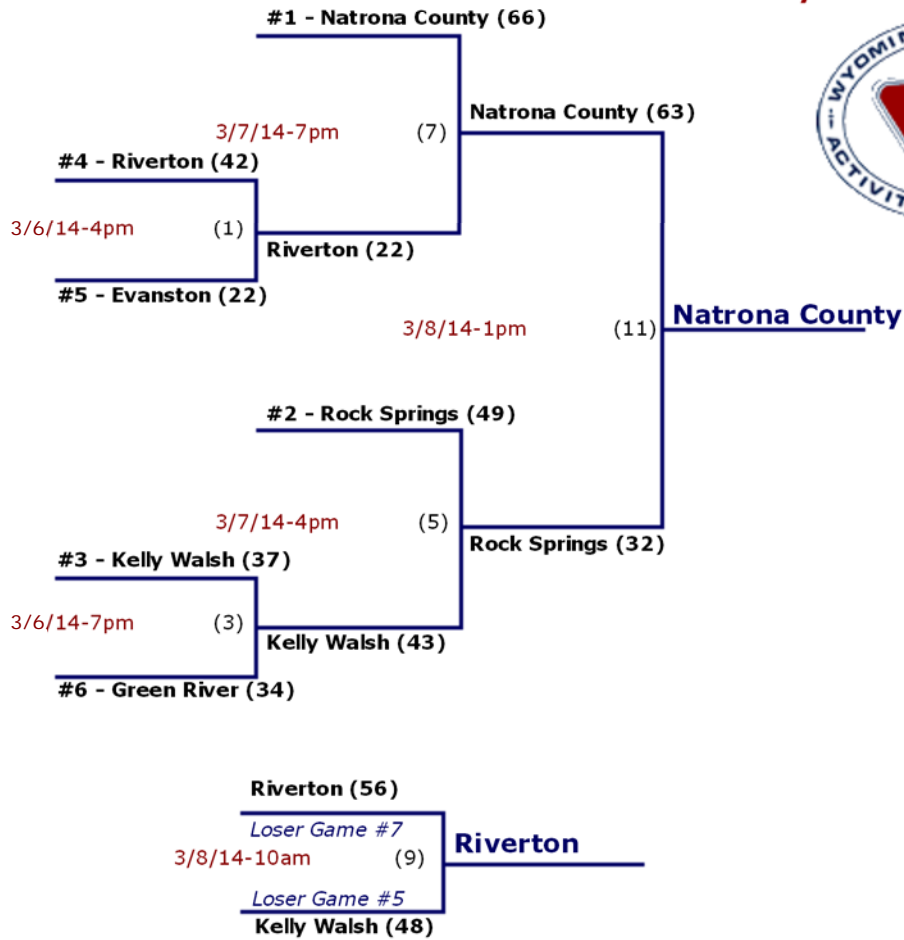 #1 - Natrona County (66)
WYOMIN
ACTIVIT
Natrona County (63)
3/7/14-7pm
(7)
#4 - Riverton (42)
3/6/14-4pm
(1)
Riverton (22)
#5 - Evanston (22)
Natrona County
3/8/14-1pm
(11)
#2 - Rock Springs (49)
3/7/14-4pm
(5)
Rock Springs (32)
#3 - Kelly Walsh (37)
3/6/14-7pm
(3)
Kelly Walsh (43)
#6 - Green River (34)
Riverton (56)
Loser Game #7
Riverton
3/8/14-10am
(9)
Loser Game #5
Kelly Walsh (48)